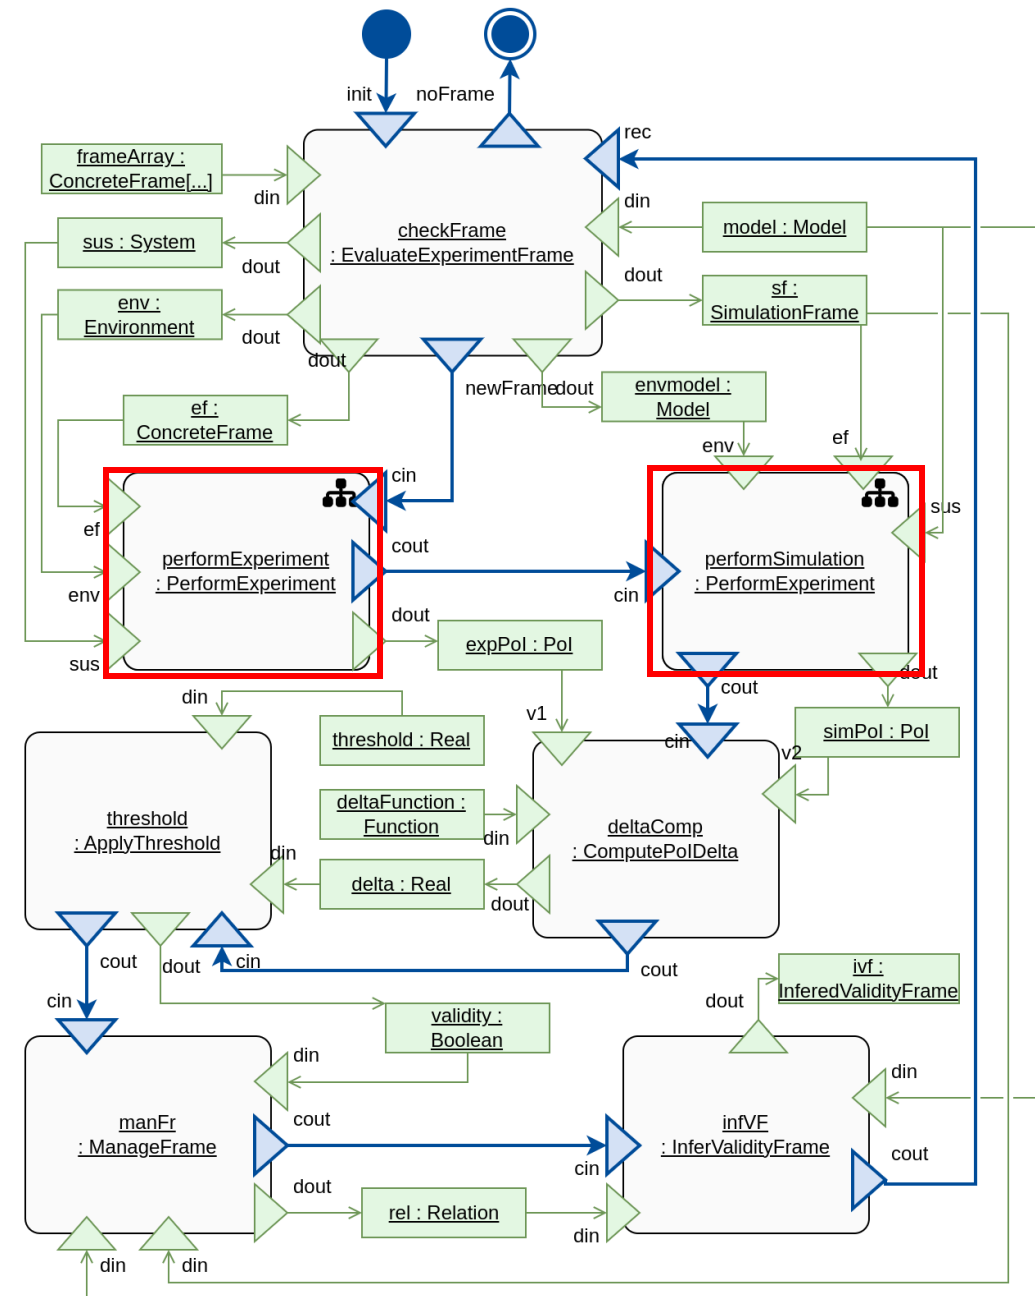 init
noFrame
rec
frameArray :
ConcreteFrame[...]
din
din
sus : System
checkFrame
: EvaluateExperimentFrame
model : Model
dout
dout
env :
Environment
sf :
SimulationFrame
dout
dout
newFrame
dout
envmodel :
Model
ef :
ConcreteFrame
env
ef
cin
sus
ef
performExperiment
: PerformExperiment
cout
performSimulation
: PerformExperiment
env
cin
dout
sus
expPoI : PoI
dout
cout
din
v1
threshold : Real
cin
simPoI : PoI
v2
threshold
: ApplyThreshold
deltaFunction :
Function
din
deltaComp
: ComputePoIDelta
din
delta : Real
dout
cout
dout
cin
cout
ivf :
InferedValidityFrame
cin
dout
validity :
Boolean
din
din
manFr
: ManageFrame
cout
infVF
: InferValidityFrame
cout
cin
dout
rel : Relation
din
din
din